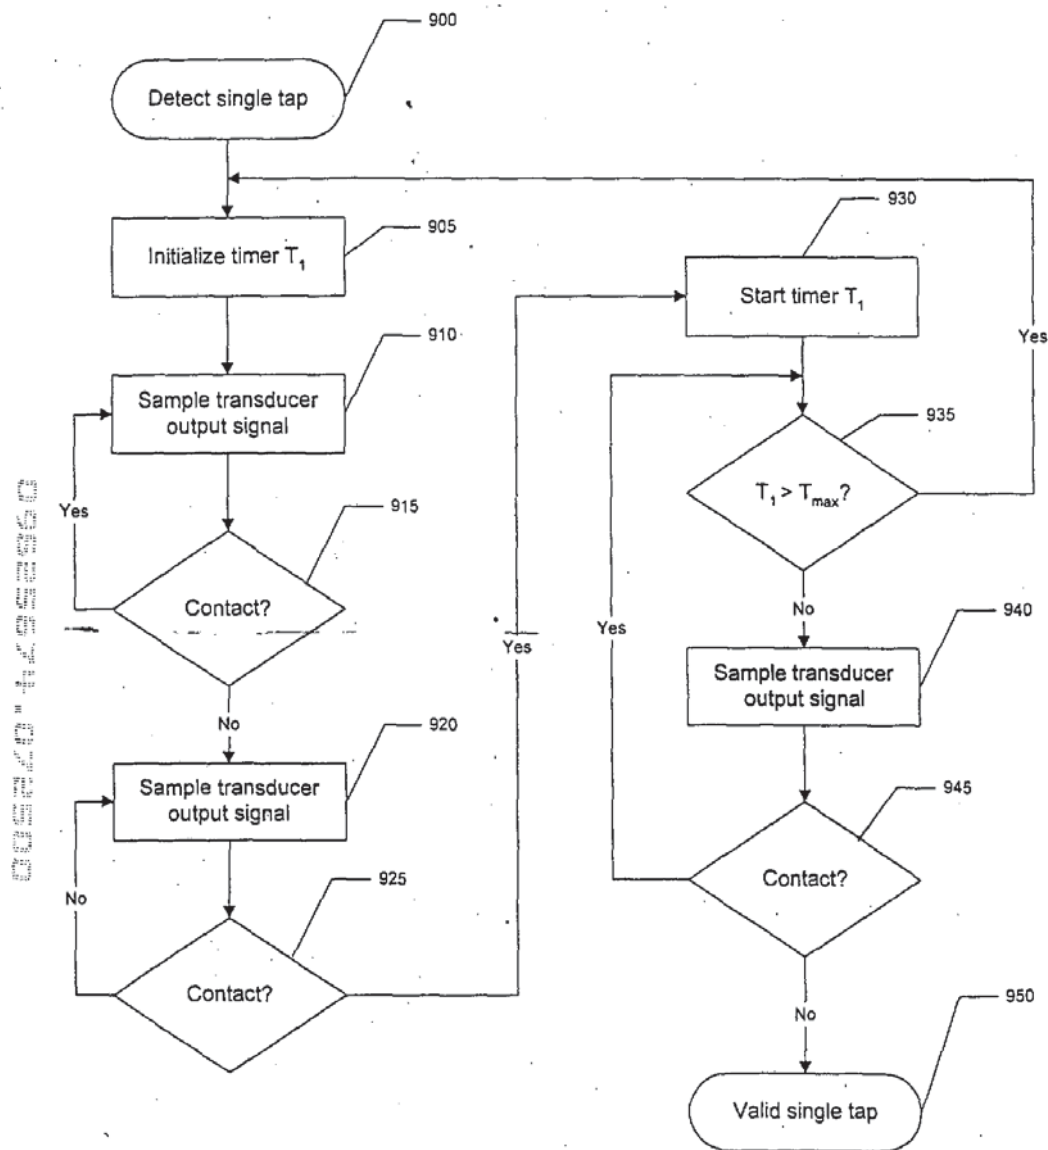 900
Detect single tap
905
Initialize timer T1
910
Sample transducer
output signal
Yes
915
Contact?
No
920
Sample transducer
output signal
No
925
Contact?
Yes
930
Start timer T1
Yes
935
T1 > Tmax?
No
940
Sample transducer
output signal
Yes
945
Contact?
No
950
Valid single tap